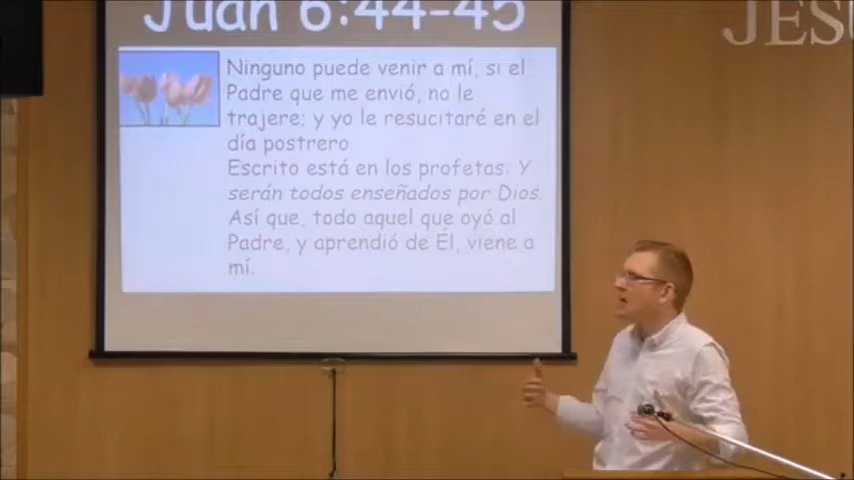 Juan 6:44-45
JESU
Ninguno puede venir a mí, si el
Padre que me envió, no le
trajere; y yo le RESUCITARÉ EN EL
DÍA POSTRERO
Escrito está en los profetas: Y
serán todos enseñados por Dios.
Así que, todo aquel que oyó al
Padre, y aprendió de Él, viene a
mí.